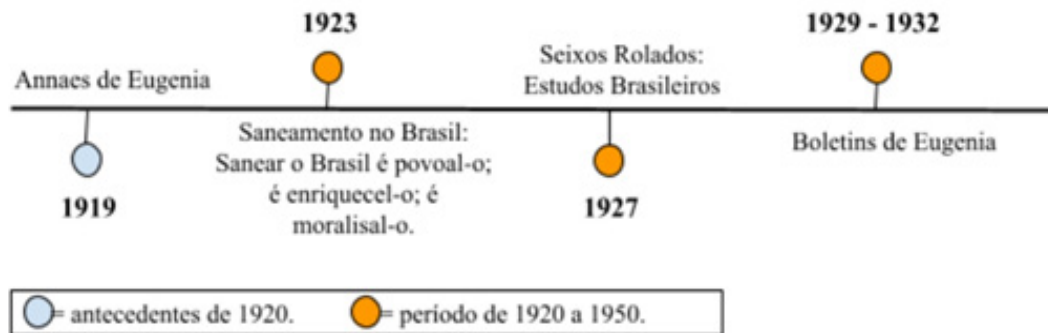 1923
1929 - 1932
Annaes de Eugenia
Seixos Rolados:
Estudos Brasileiros
Saneamento no Brasil:
Sanear o Brasil é povoal-o;
é enriquecel-o; é
moralisal-o.
Boletins de Eugenia
1919
1927
= antecedentes de 1920.
= período de 1920 a 1950.